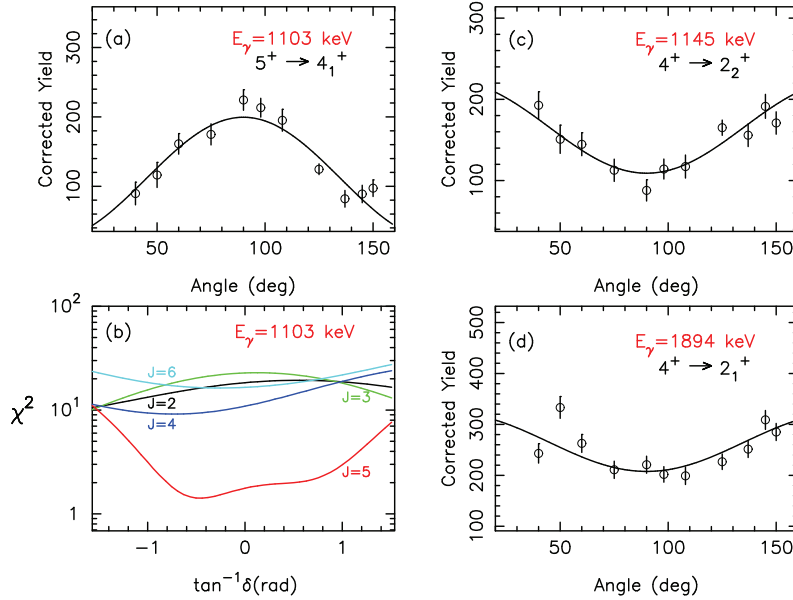 (a)
E_γ=1103 keV
5⁺ → 4₁⁺
Corrected Yield
300
200
100
50
100
150
Angle (deg)
(c)
E_γ=1145 keV
4⁺ → 2₂⁺
Corrected Yield
300
200
100
50
100
150
Angle (deg)
(b)
E_γ=1103 keV
χ²
10²
10¹
1
J=6
J=2
J=4
J=3
J=5
−1
0
1
tan⁻¹δ(rad)
(d)
E_γ=1894 keV
4⁺ → 2₁⁺
Corrected Yield
500
400
300
200
100
50
100
150
Angle (deg)